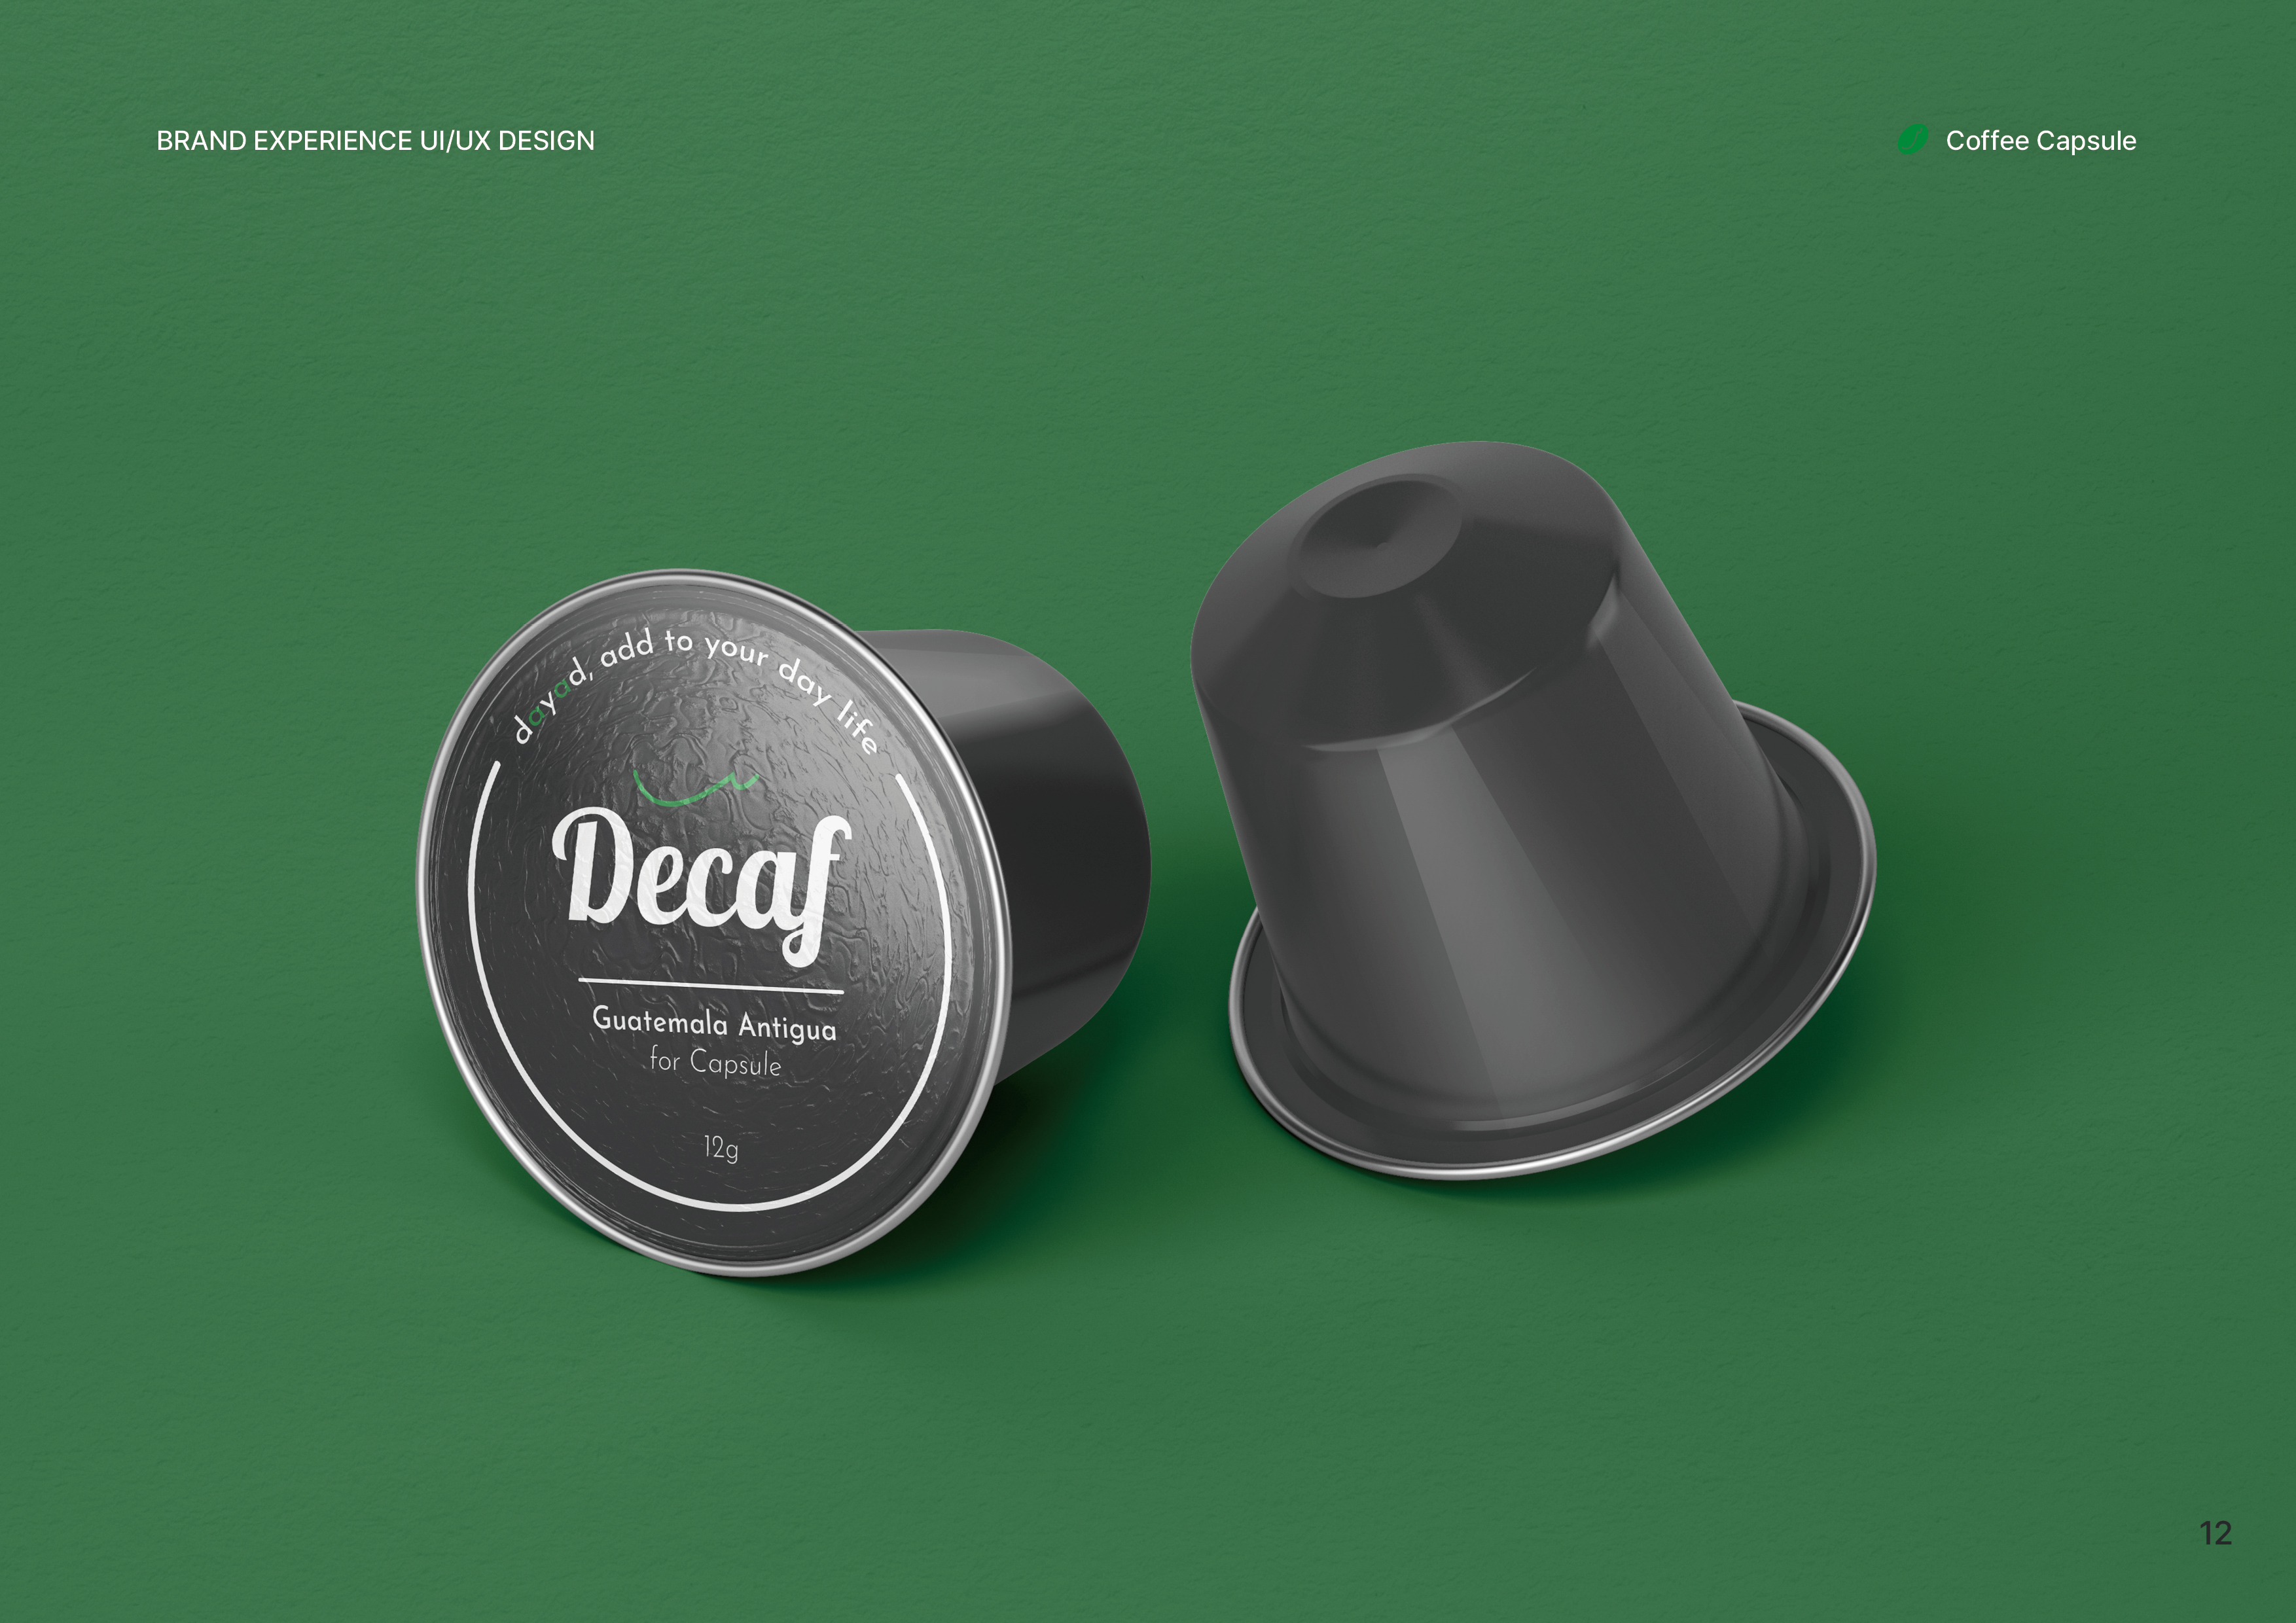 BRAND EXPERIENCE UI/UX DESIGN
Coffee Capsule
dayad, add to your day life
Decaf
Guatemala Antigua
for Capsule
12g
12